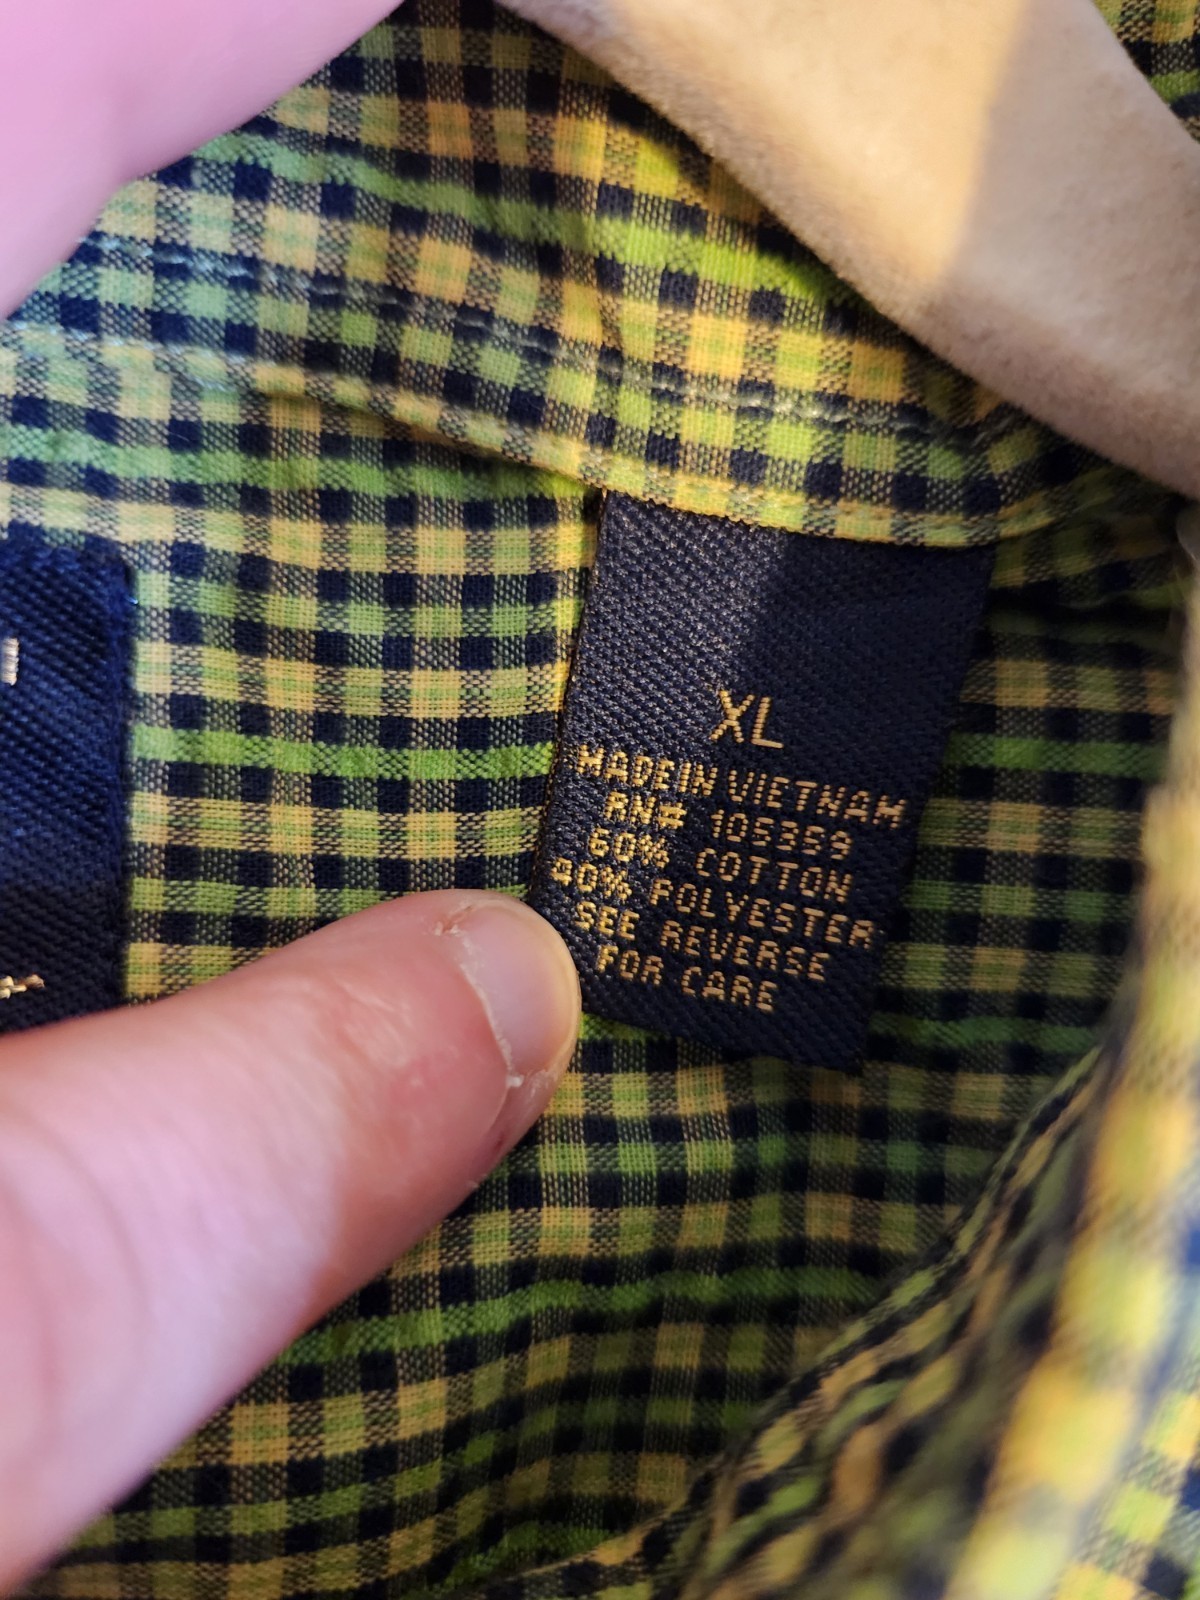 XL
MADE IN VIETNAM
RN# 105359
60% COTTON
40% POLYESTER
SEE REVERSE
FOR CARE